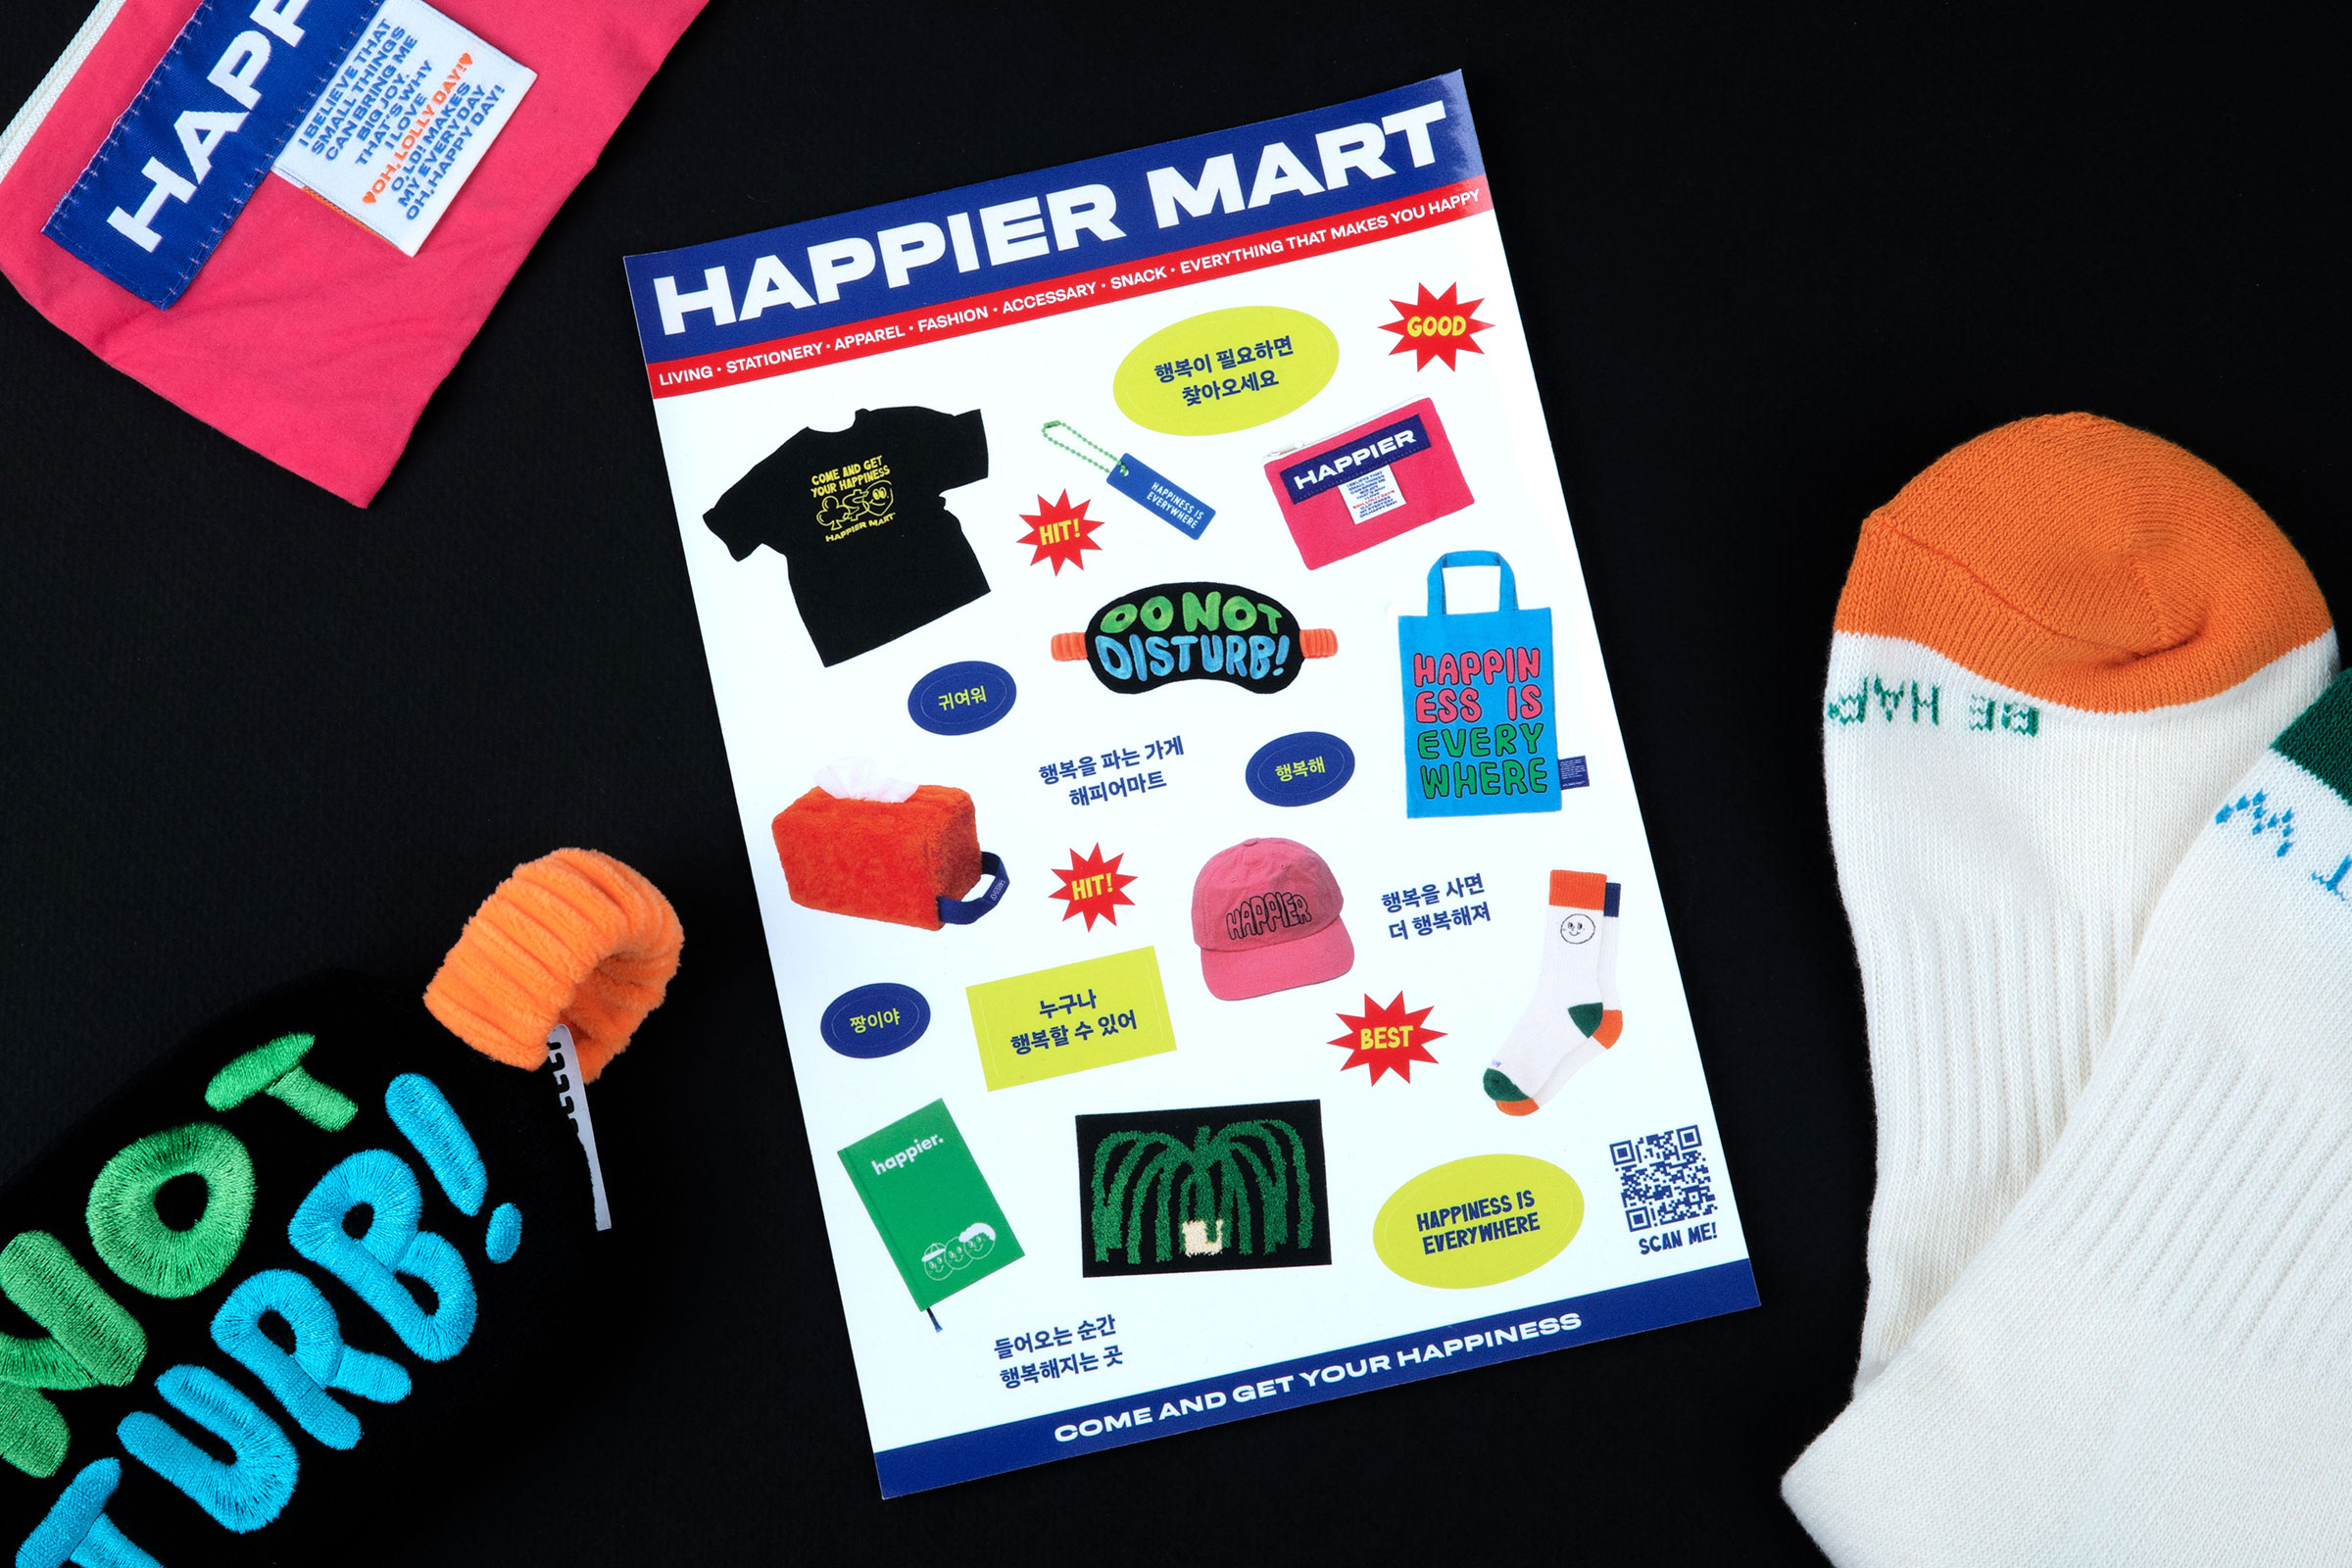 HAPP
I BELIEVE THAT
SMALL THINGS
CAN BRING ME
BIG JOY.
THAT'S WHY
I LOVE
♥OH, LOLLY DAY!♥
O,LD! MAKES
MY EVERY DAY
OH, HAPPY DAY!
HAPPIER MART
LIVING • STATIONERY • APPAREL • FASHION • ACCESSARY • SNACK • EVERYTHING THAT MAKES YOU HAPPY
행복이 필요하면
찾아오세요
GOOD
COME AND GET
YOUR HAPPINESS
HAPPIER MART
HIT!
HAPPINESS IS
EVERYWHERE
HAPPIER
DO NOT
DISTURB!
HAPPIN
ESS IS
EVERY
WHERE
귀여워
행복을 파는 가게
해피어마트
행복해
HIT!
HAPPIER
행복을 사면
더 행복해져
짱이야
누구나
행복할 수 있어
BEST
happier.
HAPPINESS IS
EVERYWHERE
SCAN ME!
들어오는 순간
행복해지는 곳
COME AND GET YOUR HAPPINESS
BE HAP
NOT
TURB!